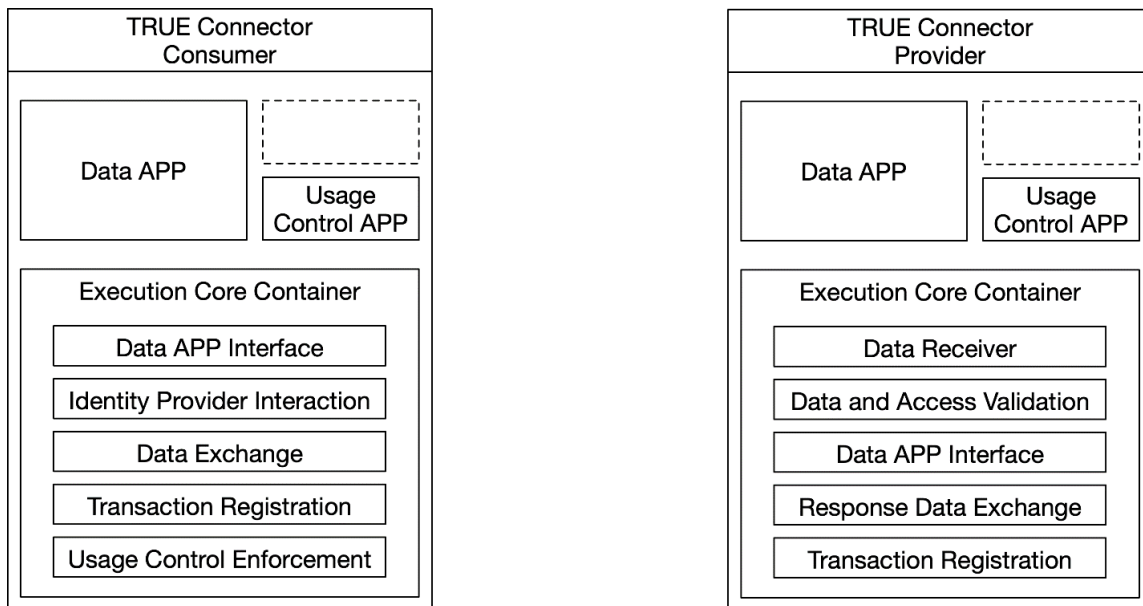 TRUE Connector
Consumer
Data APP
Usage
Control APP
Execution Core Container
Data APP Interface
Identity Provider Interaction
Data Exchange
Transaction Registration
Usage Control Enforcement
TRUE Connector
Provider
Data APP
Usage
Control APP
Execution Core Container
Data Receiver
Data and Access Validation
Data APP Interface
Response Data Exchange
Transaction Registration